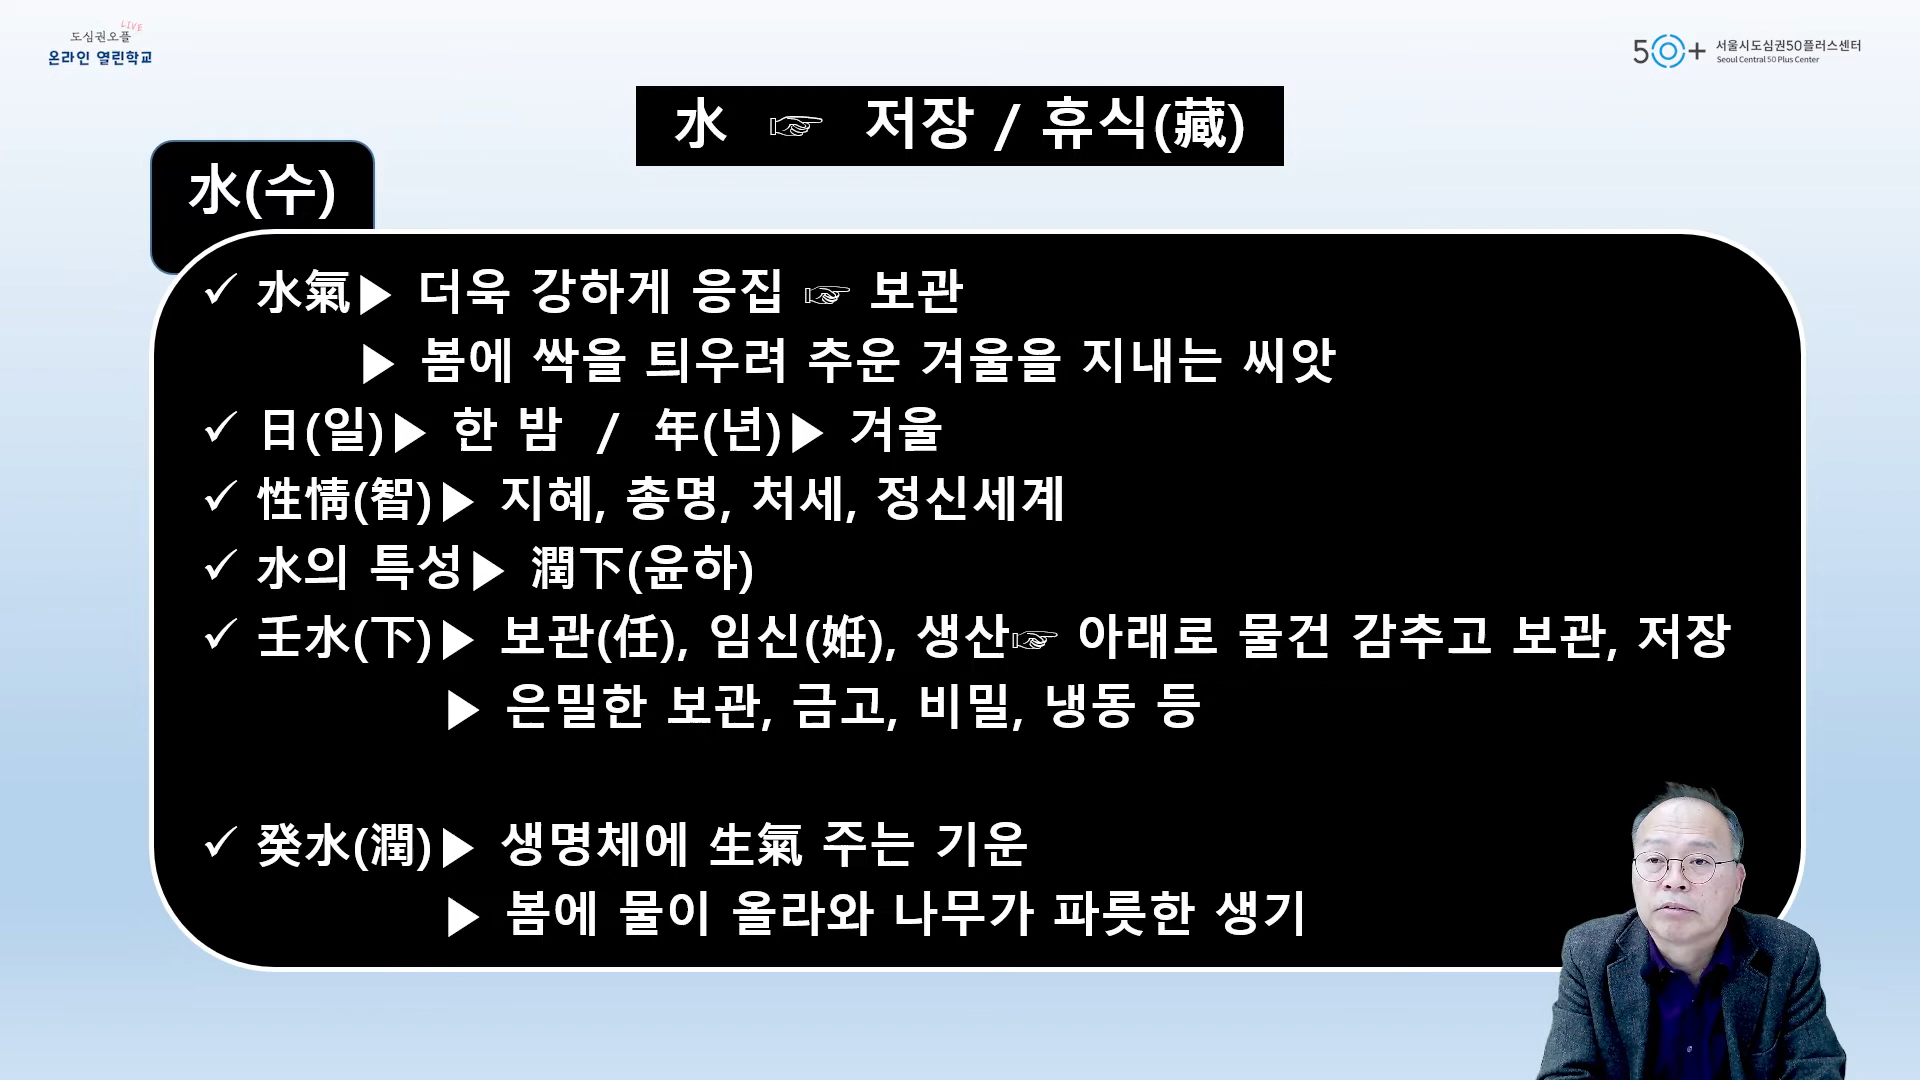 LIVE
도심권오플
온라인 열린학교
50+ 서울시도심권50플러스센터
Seoul Central 50 Plus Center
水 ☞ 저장 / 휴식(藏)
水(수)
✓ 水氣▶ 더욱 강하게 응집 ☞ 보관
▶ 봄에 싹을 틔우려 추운 겨울을 지내는 씨앗
✓ 日(일)▶ 한 밤 / 年(년)▶ 겨울
✓ 性情(智)▶ 지혜, 총명, 처세, 정신세계
✓ 水의 특성▶ 潤下(윤하)
✓ 壬水(下)▶ 보관(任), 임신(姙), 생산☞ 아래로 물건 감추고 보관, 저장
▶ 은밀한 보관, 금고, 비밀, 냉동 등
✓ 癸水(潤)▶ 생명체에 生氣 주는 기운
▶ 봄에 물이 올라와 나무가 파릇한 생기